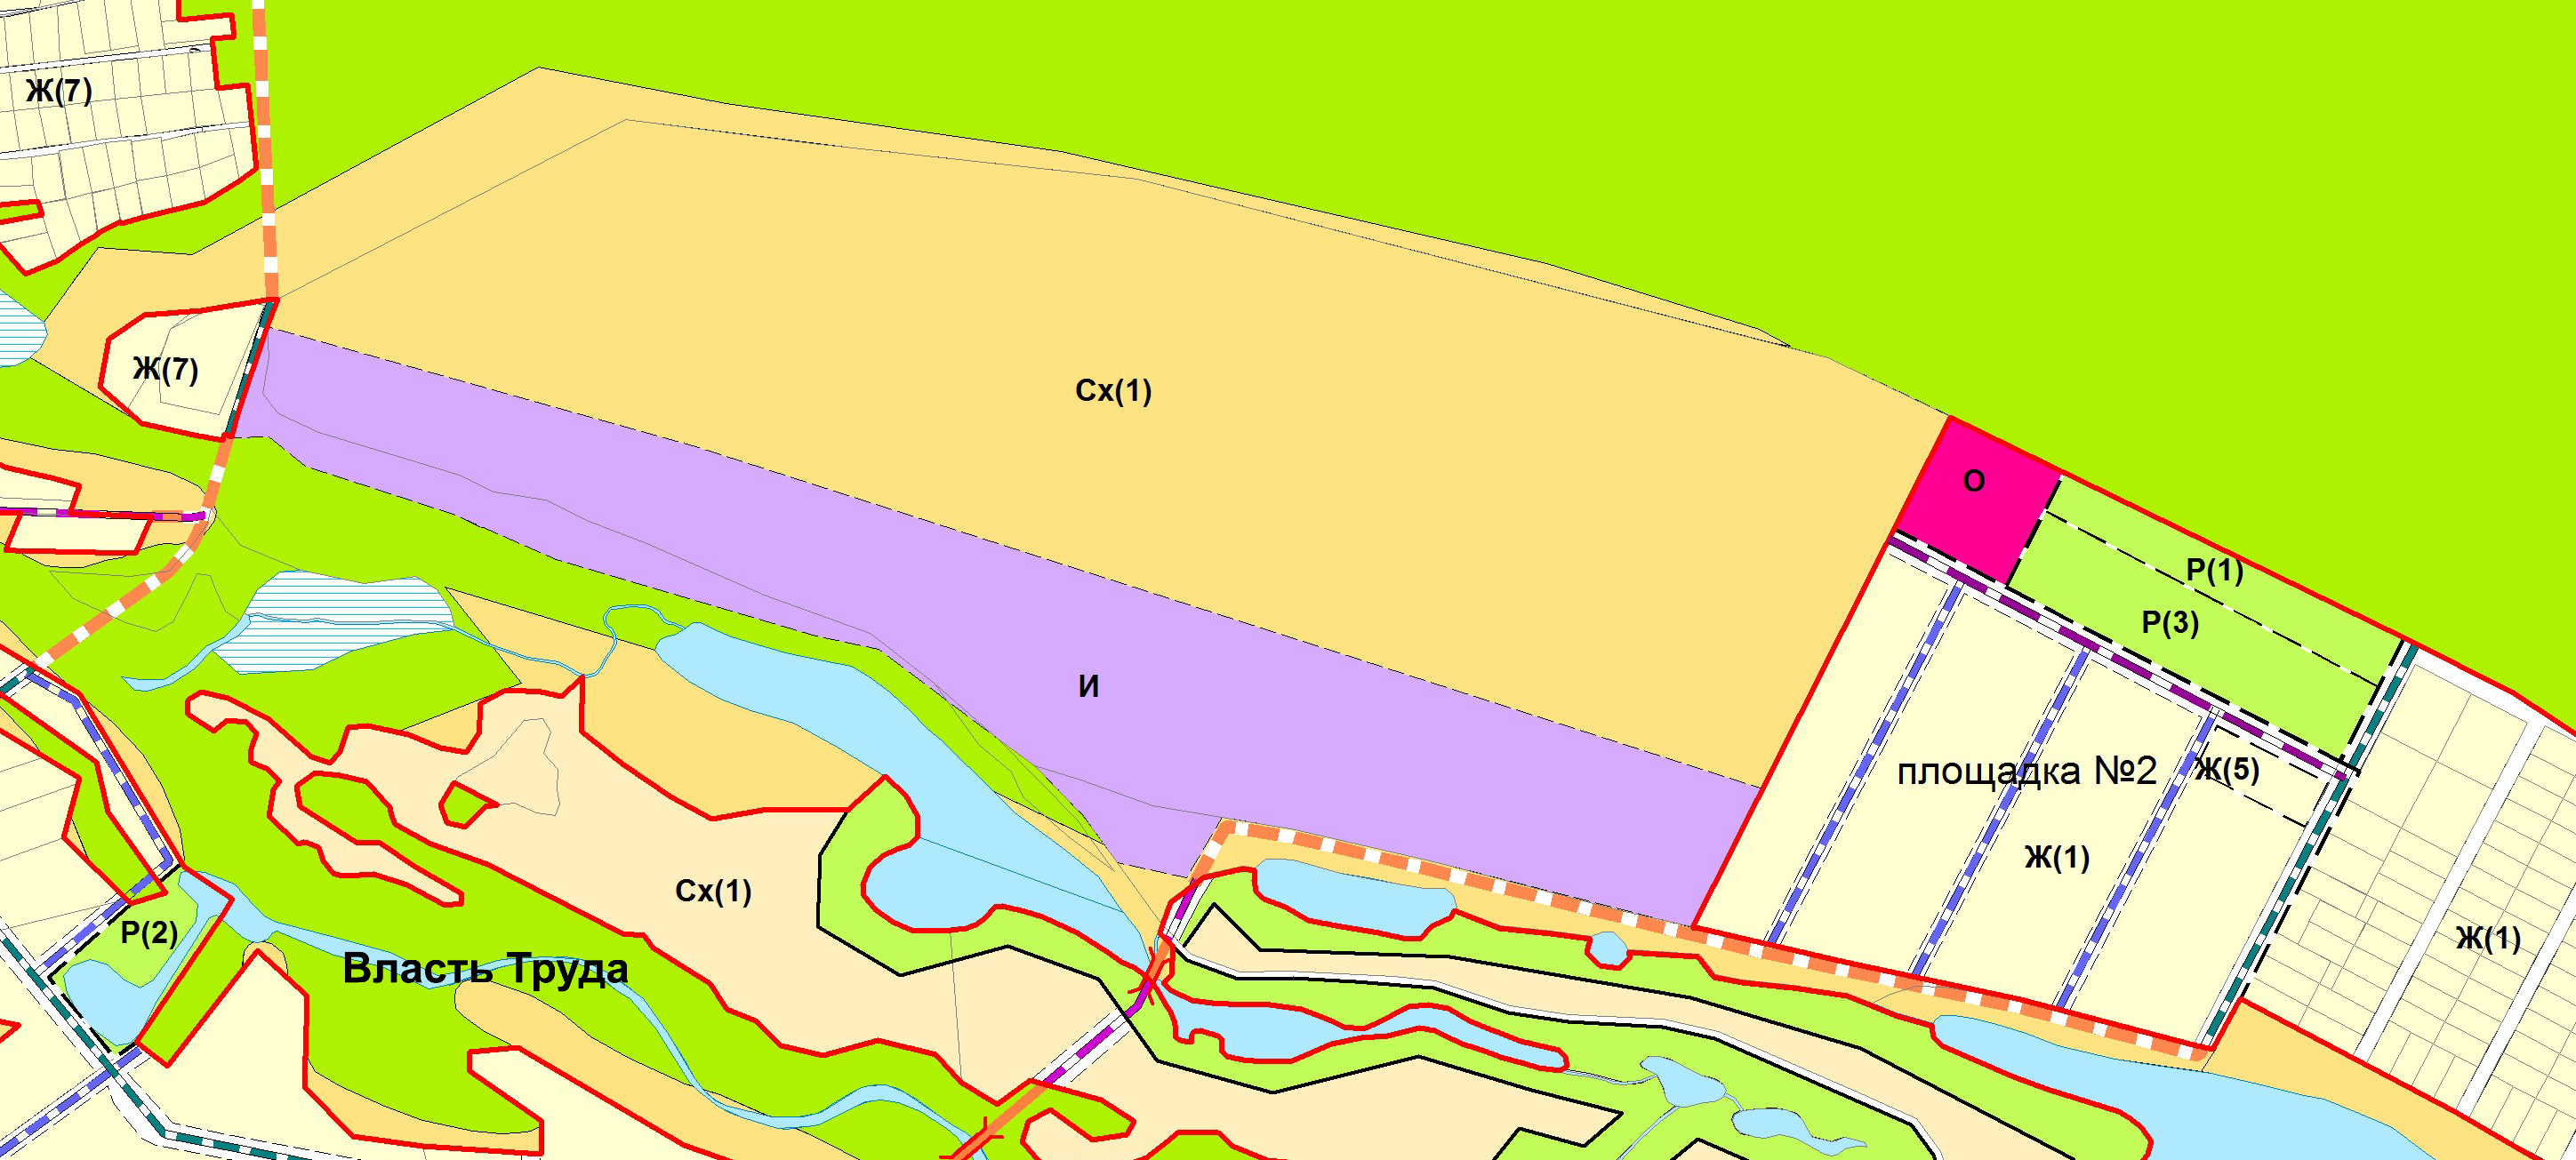 Ж(7)
Ж(7)
Сх(1)
О
Р(1)
Р(3)
И
площадка №2
Ж(5)
Ж(1)
Сх(1)
Р(2)
Ж(1)
Власть Труда